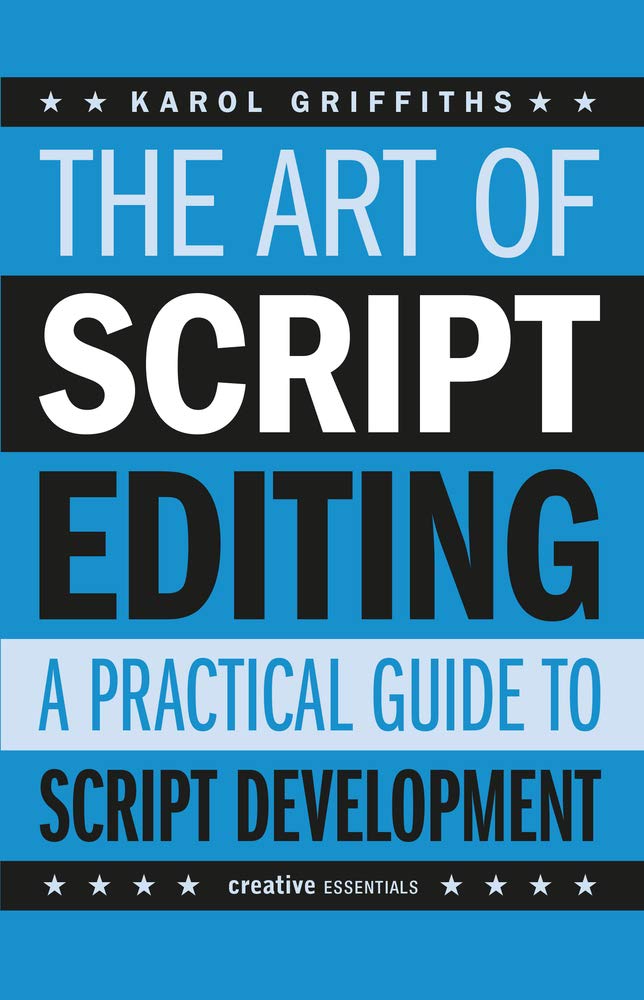 ★ ★ KAROL GRIFFITHS ★ ★
THE ART OF
SCRIPT
EDITING
A PRACTICAL GUIDE TO
SCRIPT DEVELOPMENT
★ ★ ★ ★ creative ESSENTIALS ★ ★ ★ ★